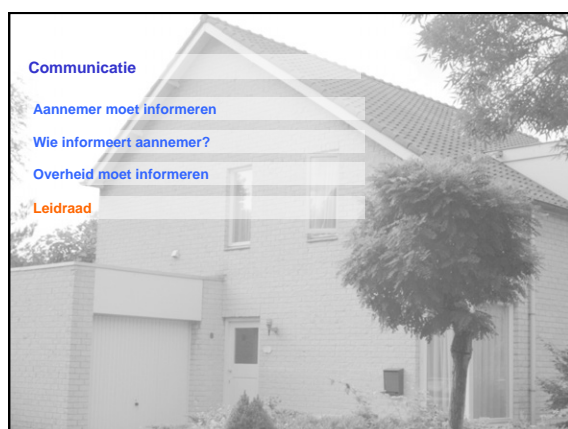 Communicatie
Aannemer moet informeren
Wie informeert aannemer?
Overheid moet informeren
Leidraad